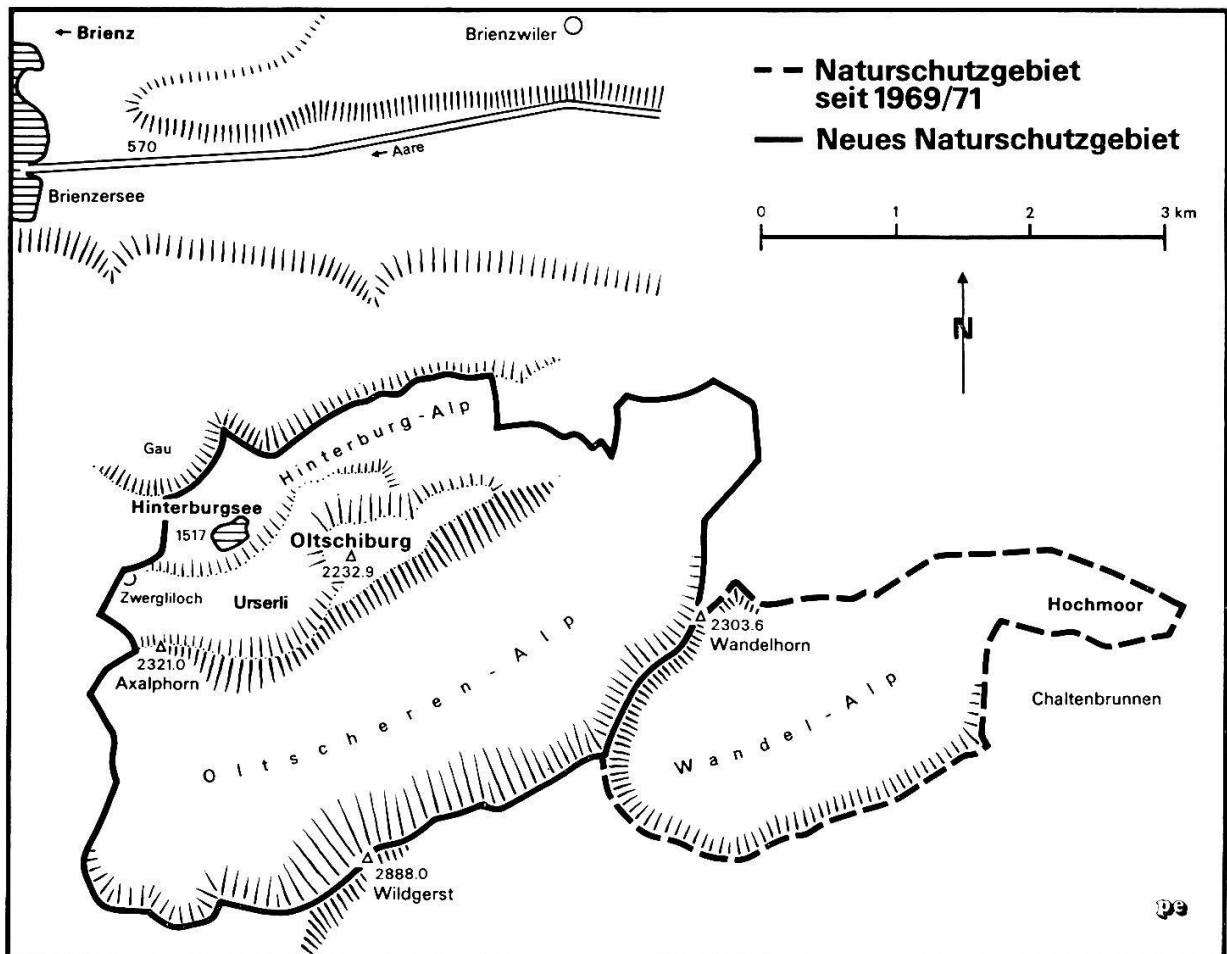 ← Brienz
Brienzwiler
570
← Aare
Brienzersee
Naturschutzgebiet
seit 1969/71
Neues Naturschutzgebiet
0 1 2 3 km
N
Hinterburg-Alp
Gau
Hinterburgsee
1517
Oltschiburg
2232.9
Zwergliloch
Urserli
2321.0
Axalphorn
Oltscheren-Alp
2303.6
Wandelhorn
Hochmoor
Chaltenbrunnen
Wandel-Alp
2888.0
Wildgerst
pe